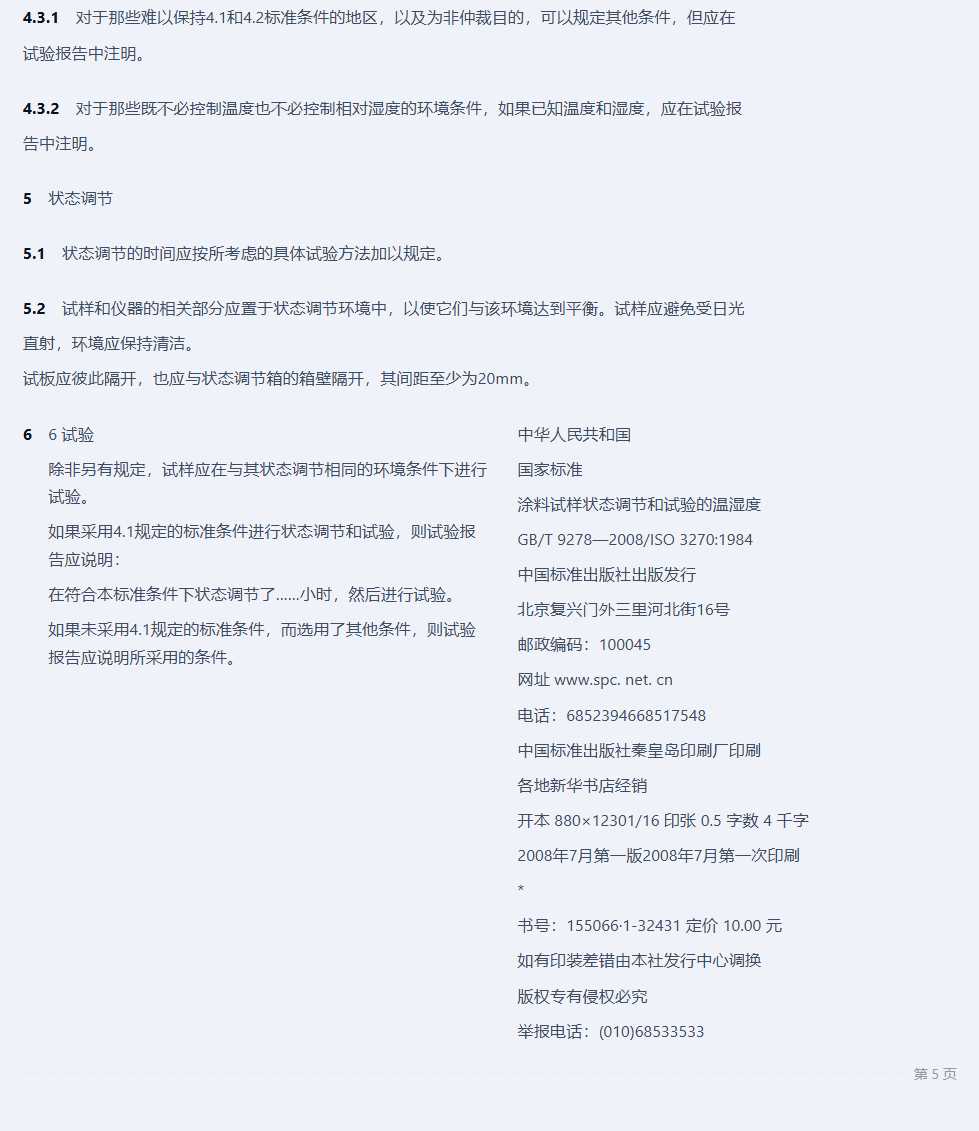 4.3.1 对于那些难以保持4.1和4.2标准条件的地区，以及为非仲裁目的，可以规定其他条件，但应在
试验报告中注明。
4.3.2 对于那些既不必控制温度也不必控制相对湿度的环境条件，如果已知温度和湿度，应在试验报
告中注明。
5 状态调节
5.1 状态调节的时间应按所考虑的具体试验方法加以规定。
5.2 试样和仪器的相关部分应置于状态调节环境中，以使它们与该环境达到平衡。试样应避免受日光
直射，环境应保持清洁。
试板应彼此隔开，也应与状态调节箱的箱壁隔开，其间距至少为20mm。
6 6 试验
除非另有规定，试样应在与其状态调节相同的环境条件下进行
试验。
如果采用4.1规定的标准条件进行状态调节和试验，则试验报
告应说明：
在符合本标准条件下状态调节了......小时，然后进行试验。
如果未采用4.1规定的标准条件，而选用了其他条件，则试验
报告应说明所采用的条件。
中华人民共和国
国家标准
涂料试样状态调节和试验的温湿度
GB/T 9278—2008/ISO 3270:1984
中国标准出版社出版发行
北京复兴门外三里河北街16号
邮政编码：100045
网址 www.spc. net. cn
电话：6852394668517548
中国标准出版社秦皇岛印刷厂印刷
各地新华书店经销
开本 880×12301/16 印张 0.5 字数 4 千字
2008年7月第一版2008年7月第一次印刷
*
书号：155066·1-32431 定价 10.00 元
如有印装差错由本社发行中心调换
版权专有侵权必究
举报电话：(010)68533533
第 5 页